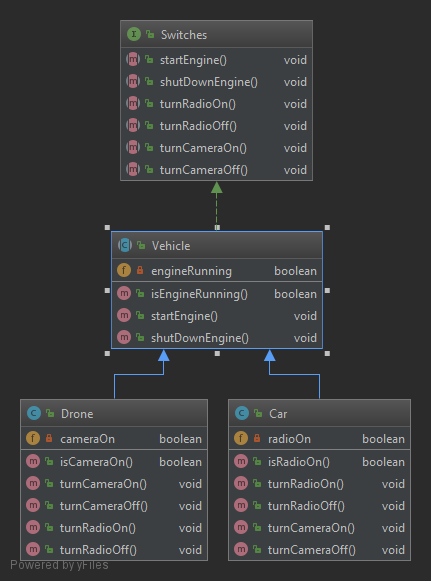 Switches
startEngine() void
shutDownEngine() void
turnRadioOn() void
turnRadioOff() void
turnCameraOn() void
turnCameraOff() void
Vehicle
engineRunning boolean
isEngineRunning() boolean
startEngine() void
shutDownEngine() void
Drone
cameraOn boolean
isCameraOn() boolean
turnCameraOn() void
turnCameraOff() void
turnRadioOn() void
turnRadioOff() void
Car
radioOn boolean
isRadioOn() boolean
turnRadioOn() void
turnRadioOff() void
turnCameraOn() void
turnCameraOff() void
Powered by yFiles